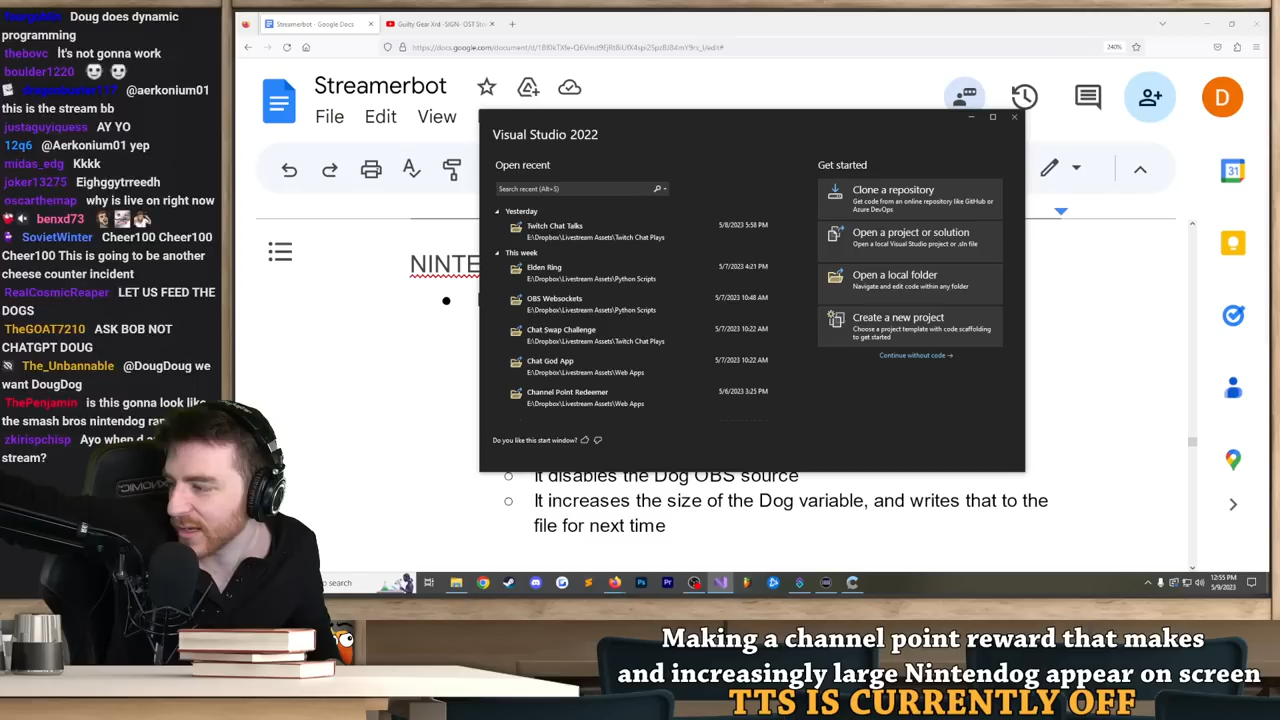 Doug does dynamic
programming
thebovc It's not gonna work
boulder1220
@aerkonium01
this is the stream bb
justaguyiquess AY YO
12q6 @Aerkonium01 yep
midas_edg Kkkk
joker13275 Eighggytrreedh
oscarthemap why is live on right now
benxd73
SovietWinter Cheer100 Cheer100
Cheer100 This is going to be another
cheese counter incident
RealCosmicReaper LET US FEED THE
DOGS
TheGOAT7210 ASK BOB NOT
CHATGPT DOUG
The_Unbannable @DougDoug we
want DougDog
ThePenjamin is this gonna look like
the smash bros nintendog
zkirispchisp Ayo when
stream?
Streamerbot - Google Docs
Guilty Gear Xrd -SIGN- OST
240%
Streamerbot
File Edit View
D
31
NINTE
Visual Studio 2022
Open recent
Search recent (Alt+S)
Yesterday
Twitch Chat Talks 5/8/2023 5:58 PM
E:\Dropbox\Livestream Assets\Twitch Chat Plays
This week
Elden Ring 5/7/2023 4:21 PM
E:\Dropbox\Livestream Assets\Python Scripts
OBS Websockets 5/7/2023 10:48 AM
E:\Dropbox\Livestream Assets\Python Scripts
Chat Swap Challenge 5/7/2023 10:22 AM
E:\Dropbox\Livestream Assets\Twitch Chat Plays
Chat God App 5/7/2023 10:22 AM
E:\Dropbox\Livestream Assets\Web Apps
Channel Point Redeemer 5/6/2023 3:25 PM
E:\Dropbox\Livestream Assets\Web Apps
Do you like this start window?
Get started
Clone a repository
Get code from an online repository like GitHub or
Azure DevOps
Open a project or solution
Open a local Visual Studio project or .sln file
Open a local folder
Navigate and edit code within any folder
Create a new project
Choose a project template with code scaffolding
to get started
Continue without code →
It disables the Dog OBS source
It increases the size of the Dog variable, and writes that to the
file for next time
search
12:55 PM
5/9/2023
Making a channel point reward that makes
and increasingly large Nintendog appear on screen
TTS IS CURRENTLY OFF